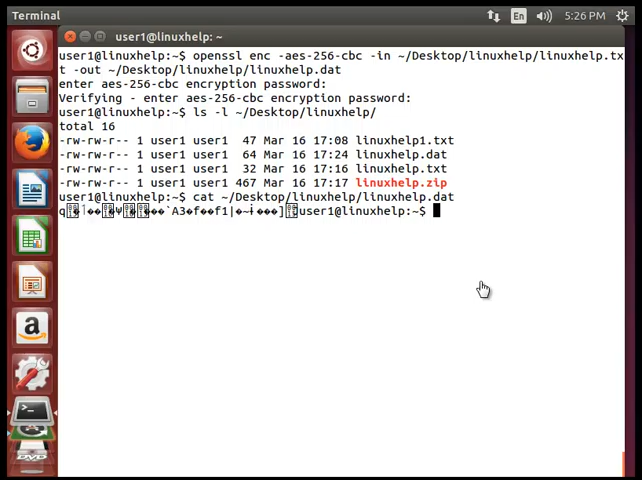 Terminal
En
5:26 PM
user1@linuxhelp: ~
user1@linuxhelp:~$ openssl enc -aes-256-cbc -in ~/Desktop/linuxhelp/linuxhelp.tx
t -out ~/Desktop/linuxhelp/linuxhelp.dat
enter aes-256-cbc encryption password:
Verifying - enter aes-256-cbc encryption password:
user1@linuxhelp:~$ ls -l ~/Desktop/linuxhelp/
total 16
-rw-rw-r-- 1 user1 user1  47 Mar 16 17:08 linuxhelp1.txt
-rw-rw-r-- 1 user1 user1  64 Mar 16 17:24 linuxhelp.dat
-rw-rw-r-- 1 user1 user1  32 Mar 16 17:16 linuxhelp.txt
-rw-rw-r-- 1 user1 user1 467 Mar 16 17:17 linuxhelp.zip
user1@linuxhelp:~$ cat ~/Desktop/linuxhelp/linuxhelp.dat
user1@linuxhelp:~$